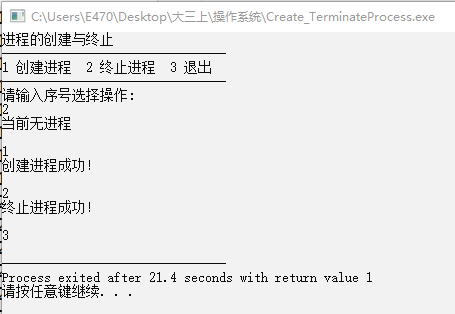 C:\Users\E470\Desktop\大三上\操作系统\Create_TerminateProcess.exe
进程的创建与终止
1 创建进程  2 终止进程  3 退出
请输入序号选择操作:
2
当前无进程
1
创建进程成功!
2
终止进程成功!
3
Process exited after 21.4 seconds with return value 1
请按任意键继续. . .